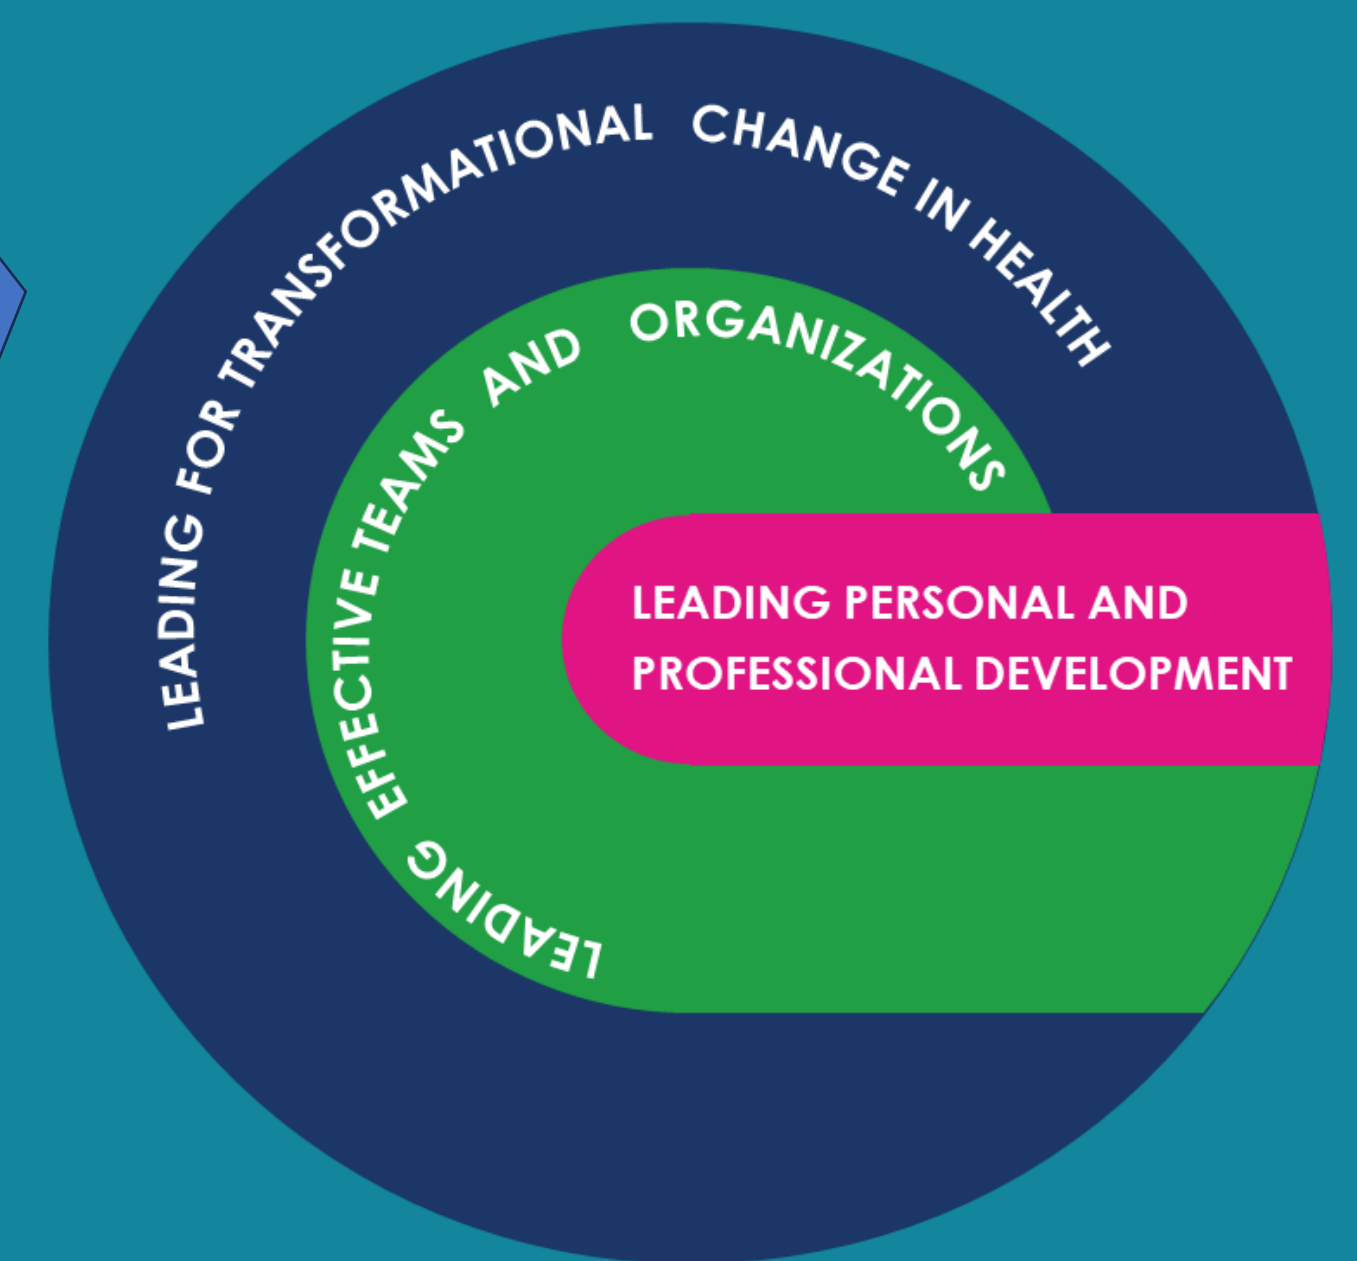 LEADING FOR TRANSFORMATIONAL CHANGE IN HEALTH
LEADING EFFECTIVE TEAMS AND ORGANIZATIONS
LEADING PERSONAL AND
PROFESSIONAL DEVELOPMENT